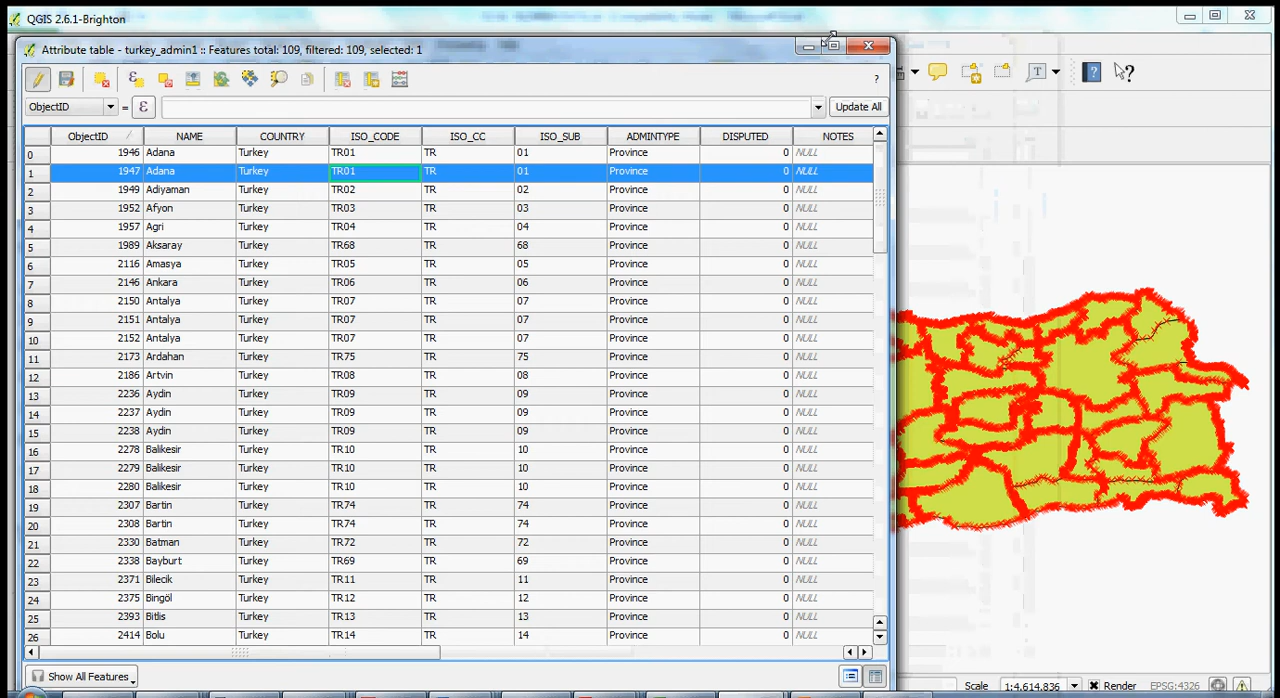 QGIS 2.6.1-Brighton
Attribute table - turkey_admin1 :: Features total: 109, filtered: 109, selected: 1
?
ObjectID = ε Update All
ObjectID NAME COUNTRY ISO_CODE ISO_CC ISO_SUB ADMINTYPE DISPUTED NOTES
0 1946 Adana Turkey TR01 TR 01 Province 0 NULL
1 1947 Adana Turkey TR01 TR 01 Province 0 NULL
2 1949 Adiyaman Turkey TR02 TR 02 Province 0 NULL
3 1952 Afyon Turkey TR03 TR 03 Province 0 NULL
4 1957 Agri Turkey TR04 TR 04 Province 0 NULL
5 1989 Aksaray Turkey TR68 TR 68 Province 0 NULL
6 2116 Amasya Turkey TR05 TR 05 Province 0 NULL
7 2146 Ankara Turkey TR06 TR 06 Province 0 NULL
8 2150 Antalya Turkey TR07 TR 07 Province 0 NULL
9 2151 Antalya Turkey TR07 TR 07 Province 0 NULL
10 2152 Antalya Turkey TR07 TR 07 Province 0 NULL
11 2173 Ardahan Turkey TR75 TR 75 Province 0 NULL
12 2186 Artvin Turkey TR08 TR 08 Province 0 NULL
13 2236 Aydin Turkey TR09 TR 09 Province 0 NULL
14 2237 Aydin Turkey TR09 TR 09 Province 0 NULL
15 2238 Aydin Turkey TR09 TR 09 Province 0 NULL
16 2278 Balikesir Turkey TR10 TR 10 Province 0 NULL
17 2279 Balikesir Turkey TR10 TR 10 Province 0 NULL
18 2280 Balikesir Turkey TR10 TR 10 Province 0 NULL
19 2307 Bartin Turkey TR74 TR 74 Province 0 NULL
20 2308 Bartin Turkey TR74 TR 74 Province 0 NULL
21 2330 Batman Turkey TR72 TR 72 Province 0 NULL
22 2338 Bayburt Turkey TR69 TR 69 Province 0 NULL
23 2371 Bilecik Turkey TR11 TR 11 Province 0 NULL
24 2375 Bingöl Turkey TR12 TR 12 Province 0 NULL
25 2393 Bitlis Turkey TR13 TR 13 Province 0 NULL
26 2414 Bolu Turkey TR14 TR 14 Province 0 NULL
Show All Features
Scale 1:4.614.836 Render EPSG:4326